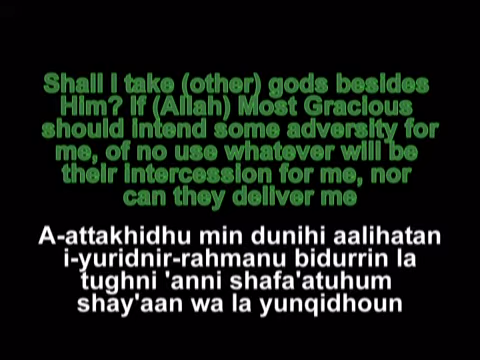 Shall I take (other) gods besides
Him? If (Allah) Most Gracious
should intend some adversity for
me, of no use whatever will be
their intercession for me, nor
can they deliver me
A-attakhidhu min dunihi aalihatan
i-yuridnir-rahmanu bidurrin la
tughni 'anni shafa'atuhum
shay'aan wa la yunqidhoun